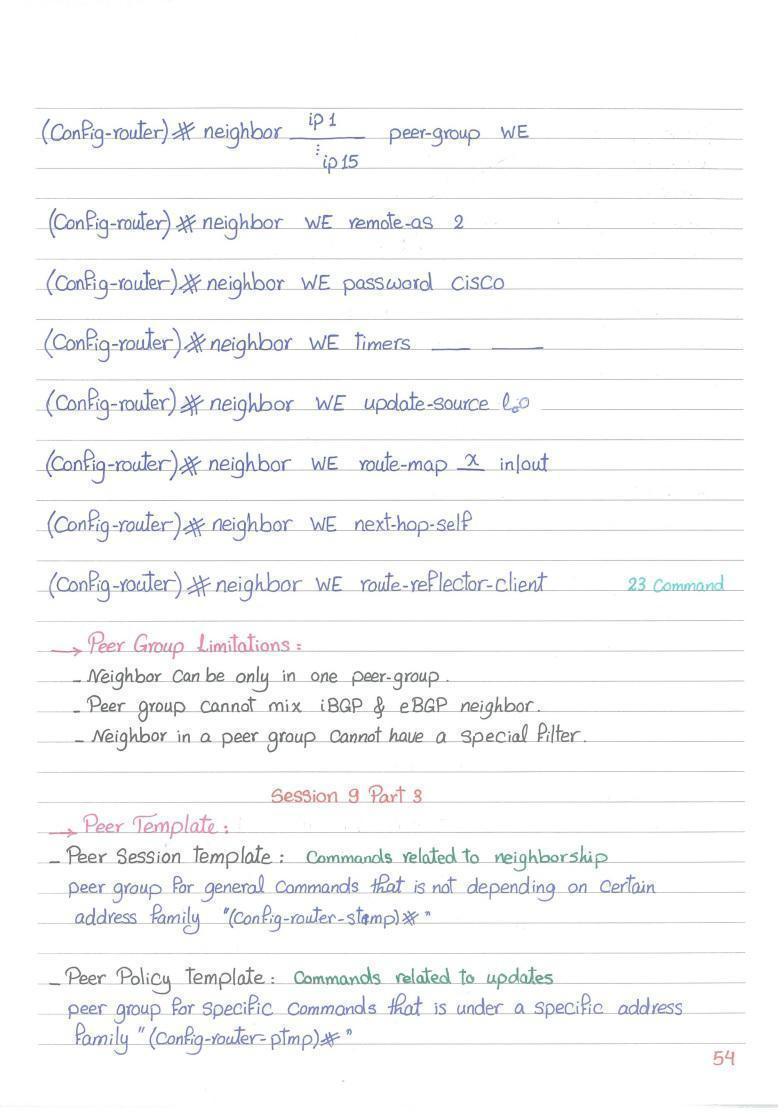 (Config-router)# neighbor ip 1 peer-group WE
⋮
ip 15
(Config-router)# neighbor WE remote-as 2
(Config-router)# neighbor WE password cisco
(Config-router)# neighbor WE timers ___ ___
(Config-router)# neighbor WE update-source lo0
(Config-router)# neighbor WE route-map x in/out
(Config-router)# neighbor WE next-hop-self
(Config-router)# neighbor WE route-reflector-client 23 Command
→ Peer Group Limitations:
- Neighbor can be only in one peer-group.
- Peer group cannot mix iBGP & eBGP neighbor.
- Neighbor in a peer group cannot have a special filter.
Session 9 Part 3
→ Peer Template:
- Peer Session template: Commands related to neighborship
peer group for general commands that is not depending on certain
address family "(Config-router-stmp)#"
- Peer Policy template: Commands related to updates
peer group for specific commands that is under a specific address
family "(Config-router-ptmp)#"
54